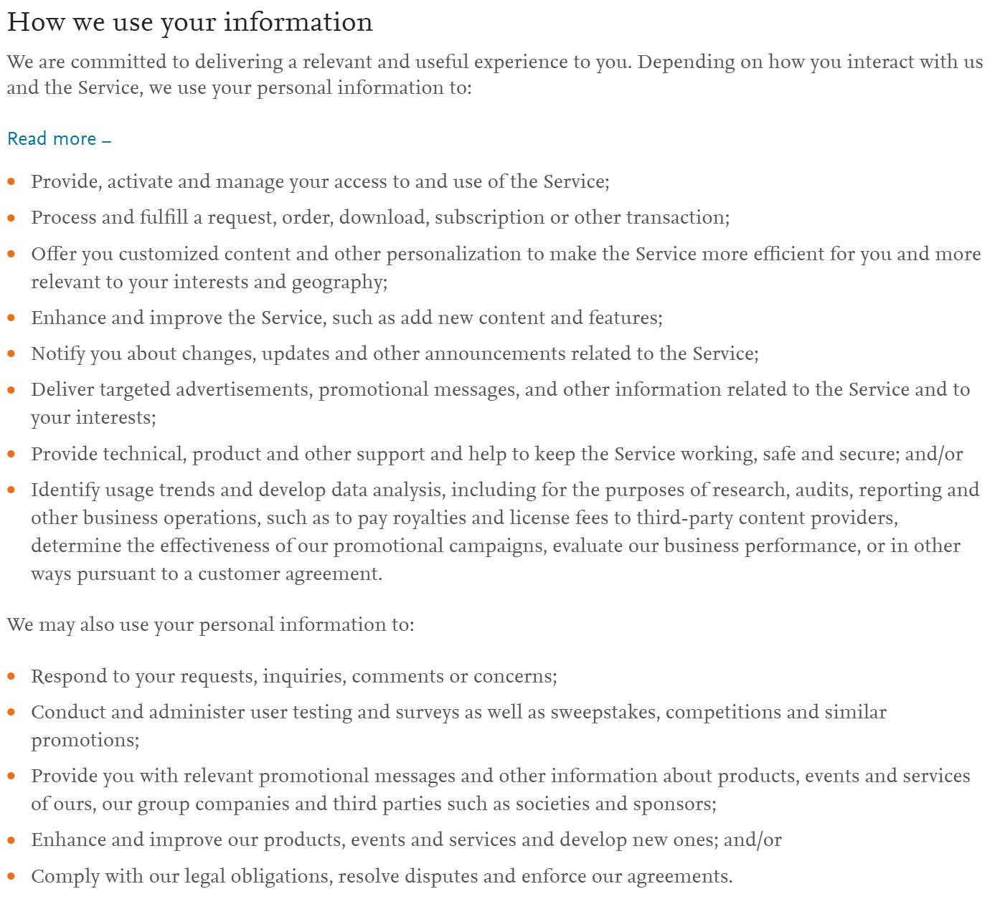 How we use your information
We are committed to delivering a relevant and useful experience to you. Depending on how you interact with us
and the Service, we use your personal information to:
Read more –
• Provide, activate and manage your access to and use of the Service;
• Process and fulfill a request, order, download, subscription or other transaction;
• Offer you customized content and other personalization to make the Service more efficient for you and more
relevant to your interests and geography;
• Enhance and improve the Service, such as add new content and features;
• Notify you about changes, updates and other announcements related to the Service;
• Deliver targeted advertisements, promotional messages, and other information related to the Service and to
your interests;
• Provide technical, product and other support and help to keep the Service working, safe and secure; and/or
• Identify usage trends and develop data analysis, including for the purposes of research, audits, reporting and
other business operations, such as to pay royalties and license fees to third-party content providers,
determine the effectiveness of our promotional campaigns, evaluate our business performance, or in other
ways pursuant to a customer agreement.
We may also use your personal information to:
• Respond to your requests, inquiries, comments or concerns;
• Conduct and administer user testing and surveys as well as sweepstakes, competitions and similar
promotions;
• Provide you with relevant promotional messages and other information about products, events and services
of ours, our group companies and third parties such as societies and sponsors;
• Enhance and improve our products, events and services and develop new ones; and/or
• Comply with our legal obligations, resolve disputes and enforce our agreements.